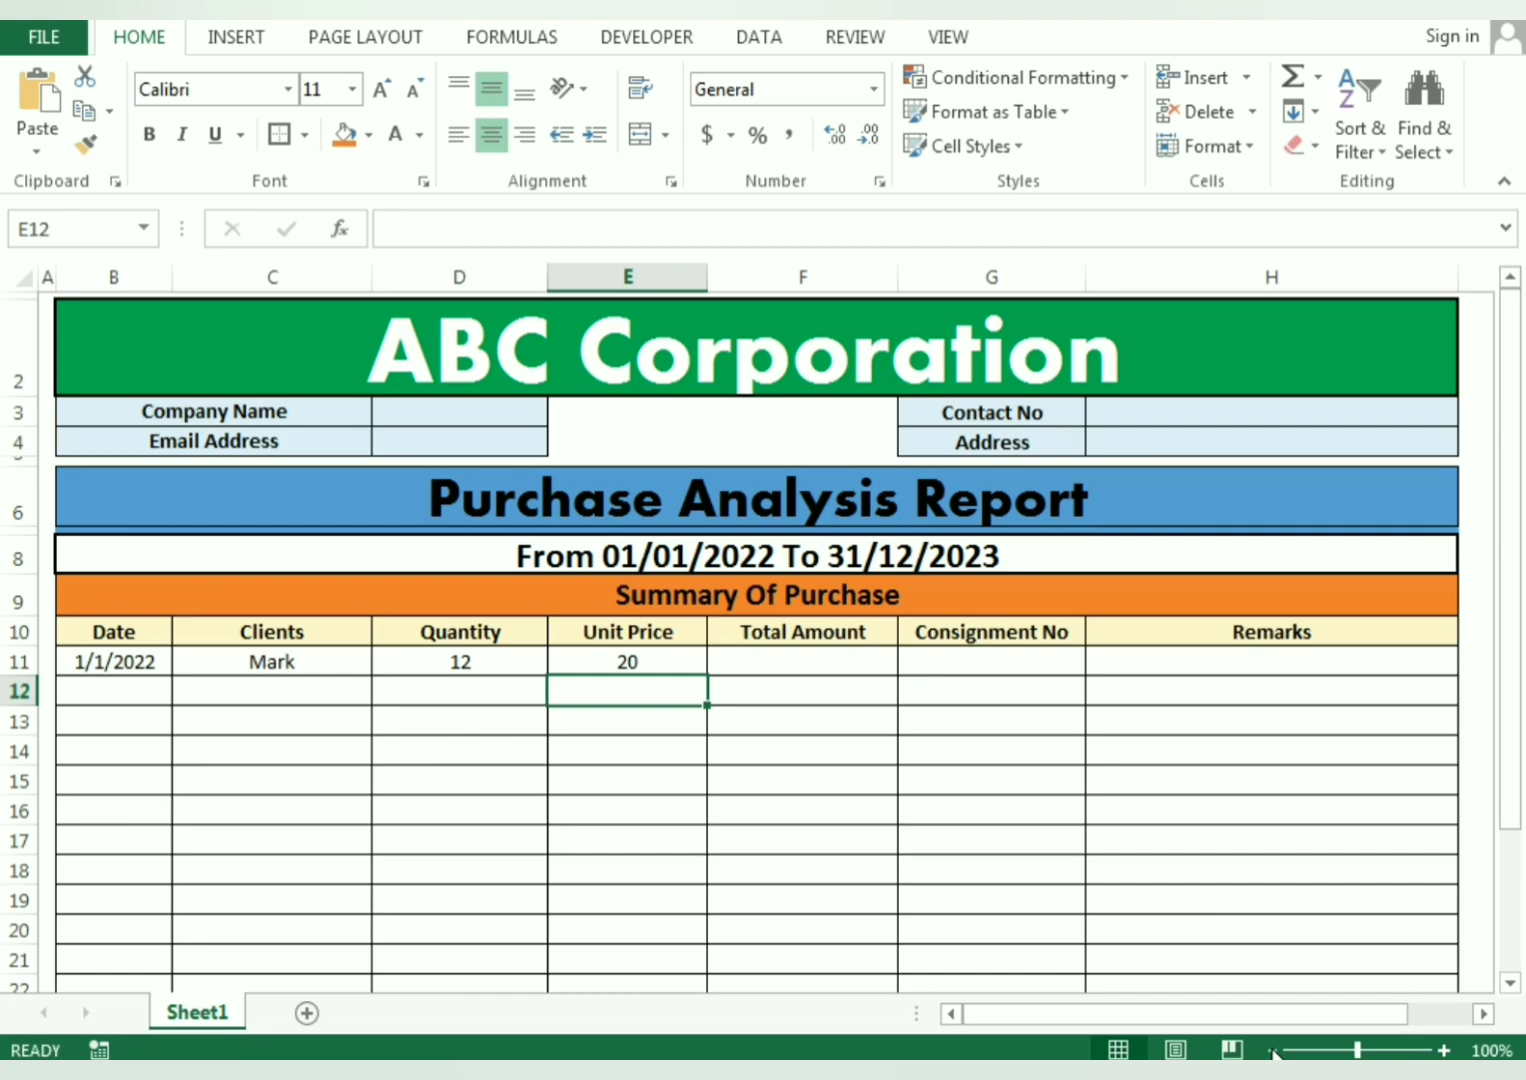 FILE HOME INSERT PAGE LAYOUT FORMULAS DEVELOPER DATA REVIEW VIEW Sign in
Calibri 11 General Conditional Formatting Insert
Format as Table Delete
Paste B I U A $ % , Cell Styles Format Sort & Filter Find & Select
Clipboard Font Alignment Number Styles Cells Editing
E12 fx
A B C D E F G H
ABC Corporation
2
3 Company Name Contact No
4 Email Address Address
6 Purchase Analysis Report
8 From 01/01/2022 To 31/12/2023
9 Summary Of Purchase
10 Date Clients Quantity Unit Price Total Amount Consignment No Remarks
11 1/1/2022 Mark 12 20
12
13
14
15
16
17
18
19
20
21
22
Sheet1
READY 100%